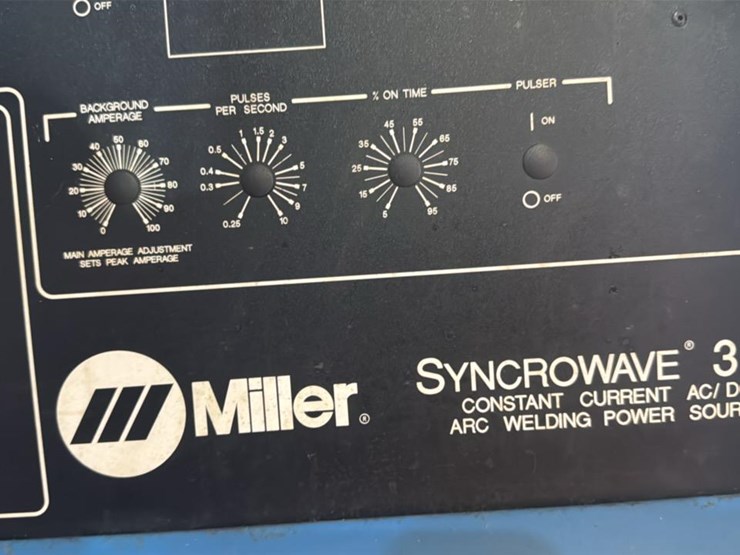 OFF
BACKGROUND
AMPERAGE
PULSES
PER SECOND
% ON TIME
PULSER
0 10 20 30 40 50 60 70 80 90 100
0.25 0.3 0.4 0.5 1 1.5 2 3 5 7 9 10
5 15 25 35 45 55 65 75 85 95
ON
OFF
MAIN AMPERAGE ADJUSTMENT
SETS PEAK AMPERAGE
Miller®
SYNCROWAVE® 3
CONSTANT CURRENT AC/D
ARC WELDING POWER SOUR